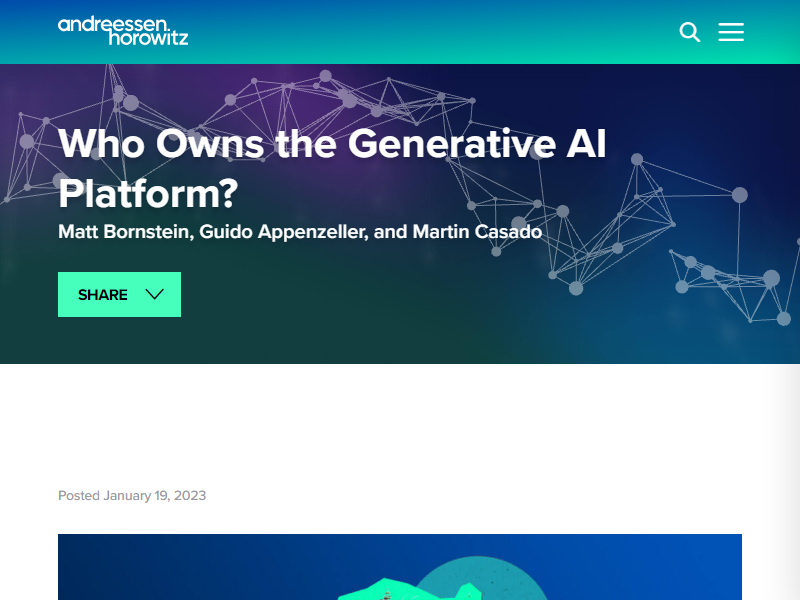 andreessen.
horowitz
Who Owns the Generative AI
Platform?
Matt Bornstein, Guido Appenzeller, and Martin Casado
SHARE
Posted January 19, 2023